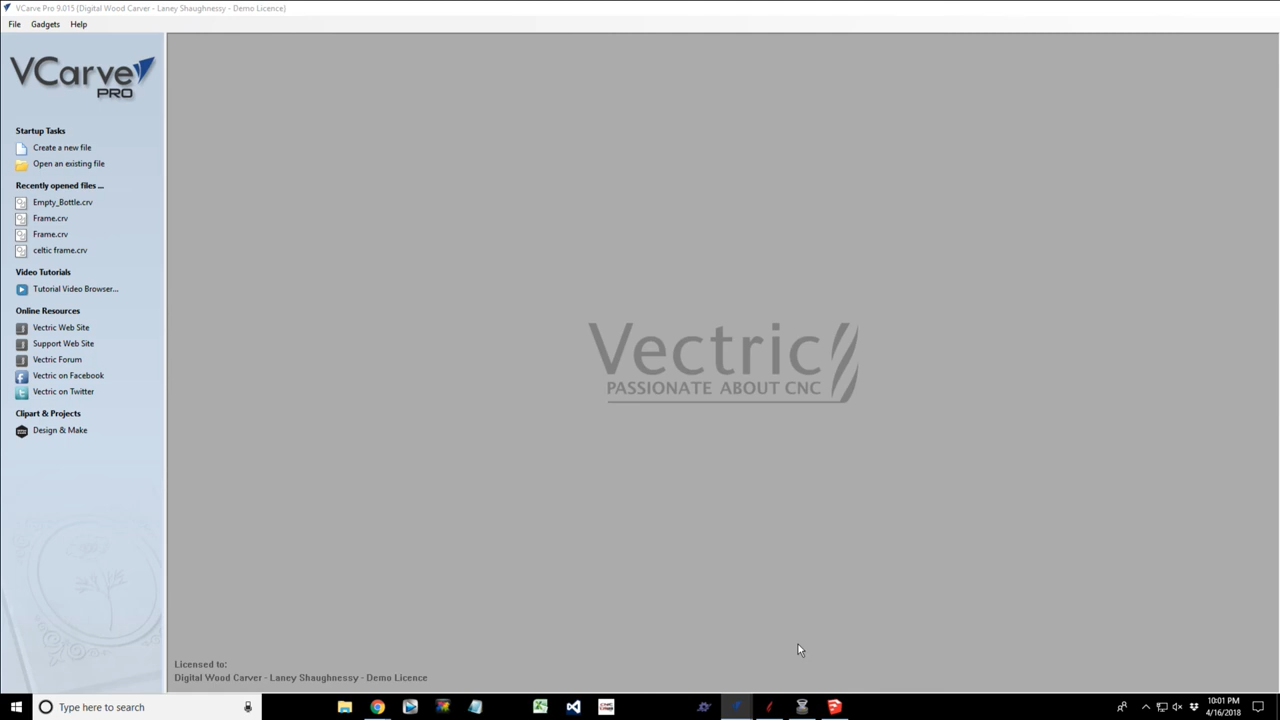 VCarve Pro 9.015 [Digital Wood Carver - Laney Shaughnessy - Demo Licence]
File Gadgets Help
VCarve
PRO
Startup Tasks
Create a new file
Open an existing file
Recently opened files ...
Empty_Bottle.crv
Frame.crv
Frame.crv
celtic frame.crv
Video Tutorials
Tutorial Video Browser...
Online Resources
Vectric Web Site
Support Web Site
Vectric Forum
Vectric on Facebook
Vectric on Twitter
Clipart & Projects
Design & Make
Vectric
PASSIONATE ABOUT CNC
Licensed to:
Digital Wood Carver - Laney Shaughnessy - Demo Licence
Type here to search
10:01 PM
4/16/2018